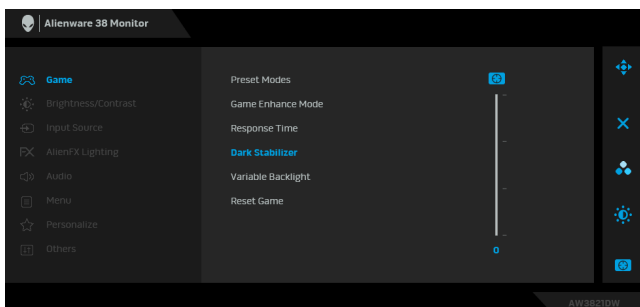 Alienware 38 Monitor
Game
Brightness/Contrast
Input Source
AlienFX Lighting
Audio
Menu
Personalize
Others
Preset Modes
Game Enhance Mode
Response Time
Dark Stabilizer
Variable Backlight
Reset Game
0
AW3821DW